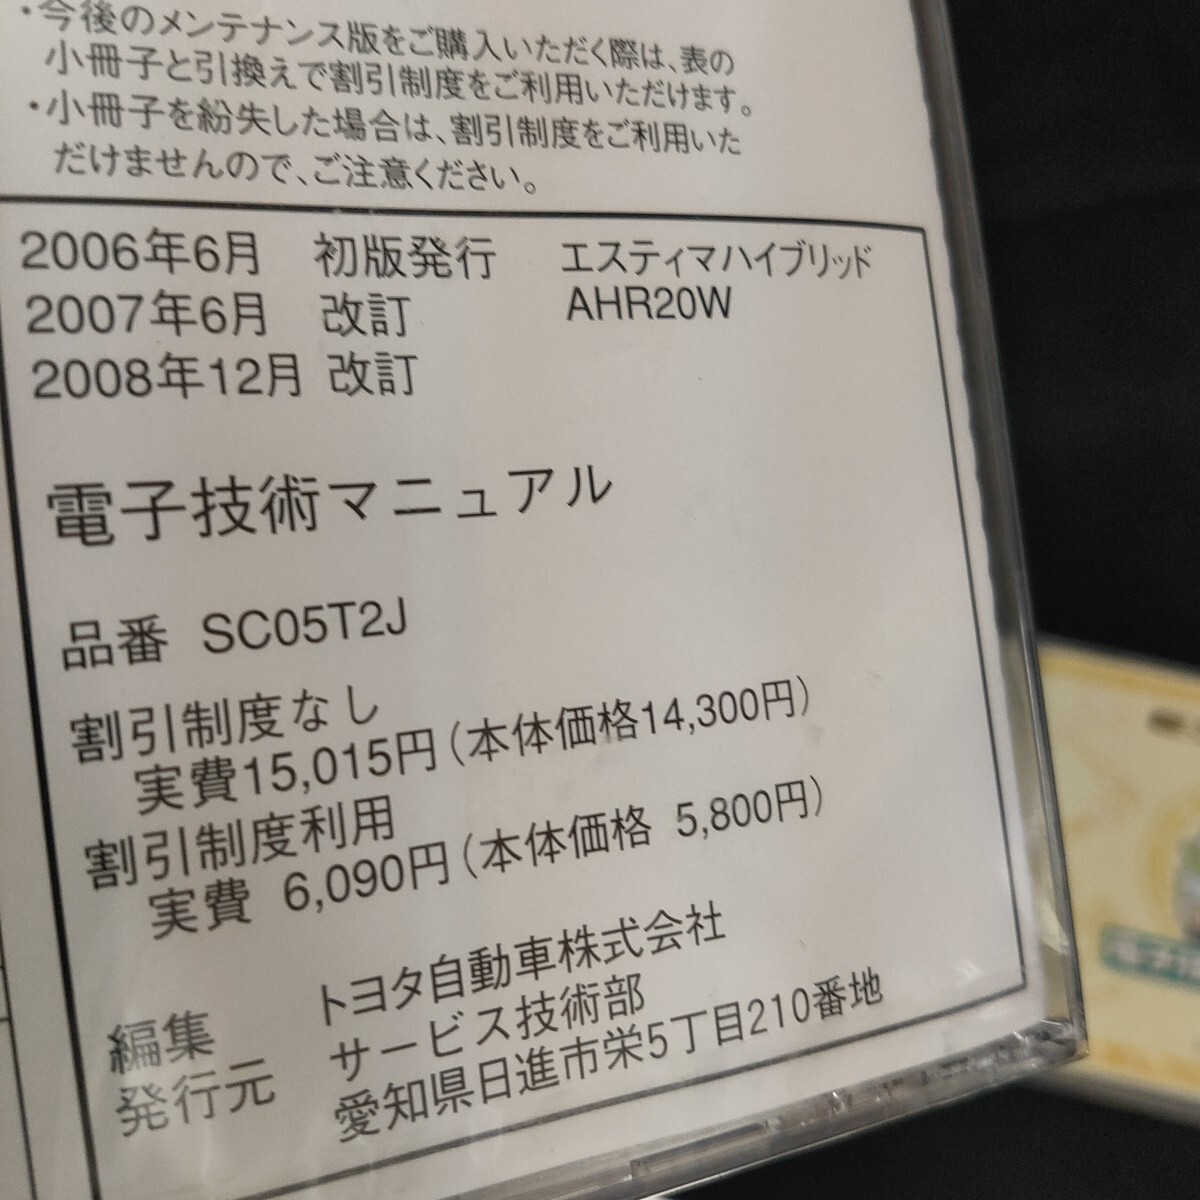 ・今後のメンテナンス版をご購入いただく際は、表の
小冊子と引換えで割引制度をご利用いただけます。
・小冊子を紛失した場合は、割引制度をご利用いた
だけませんので、ご注意ください。
2006年6月 初版発行 エスティマハイブリッド
2007年6月 改訂 AHR20W
2008年12月 改訂
電子技術マニュアル
品番 SC05T2J
割引制度なし
実費15,015円(本体価格14,300円)
割引制度利用
実費 6,090円(本体価格 5,800円)
編集 トヨタ自動車株式会社
発行元 サービス技術部
愛知県日進市栄5丁目210番地